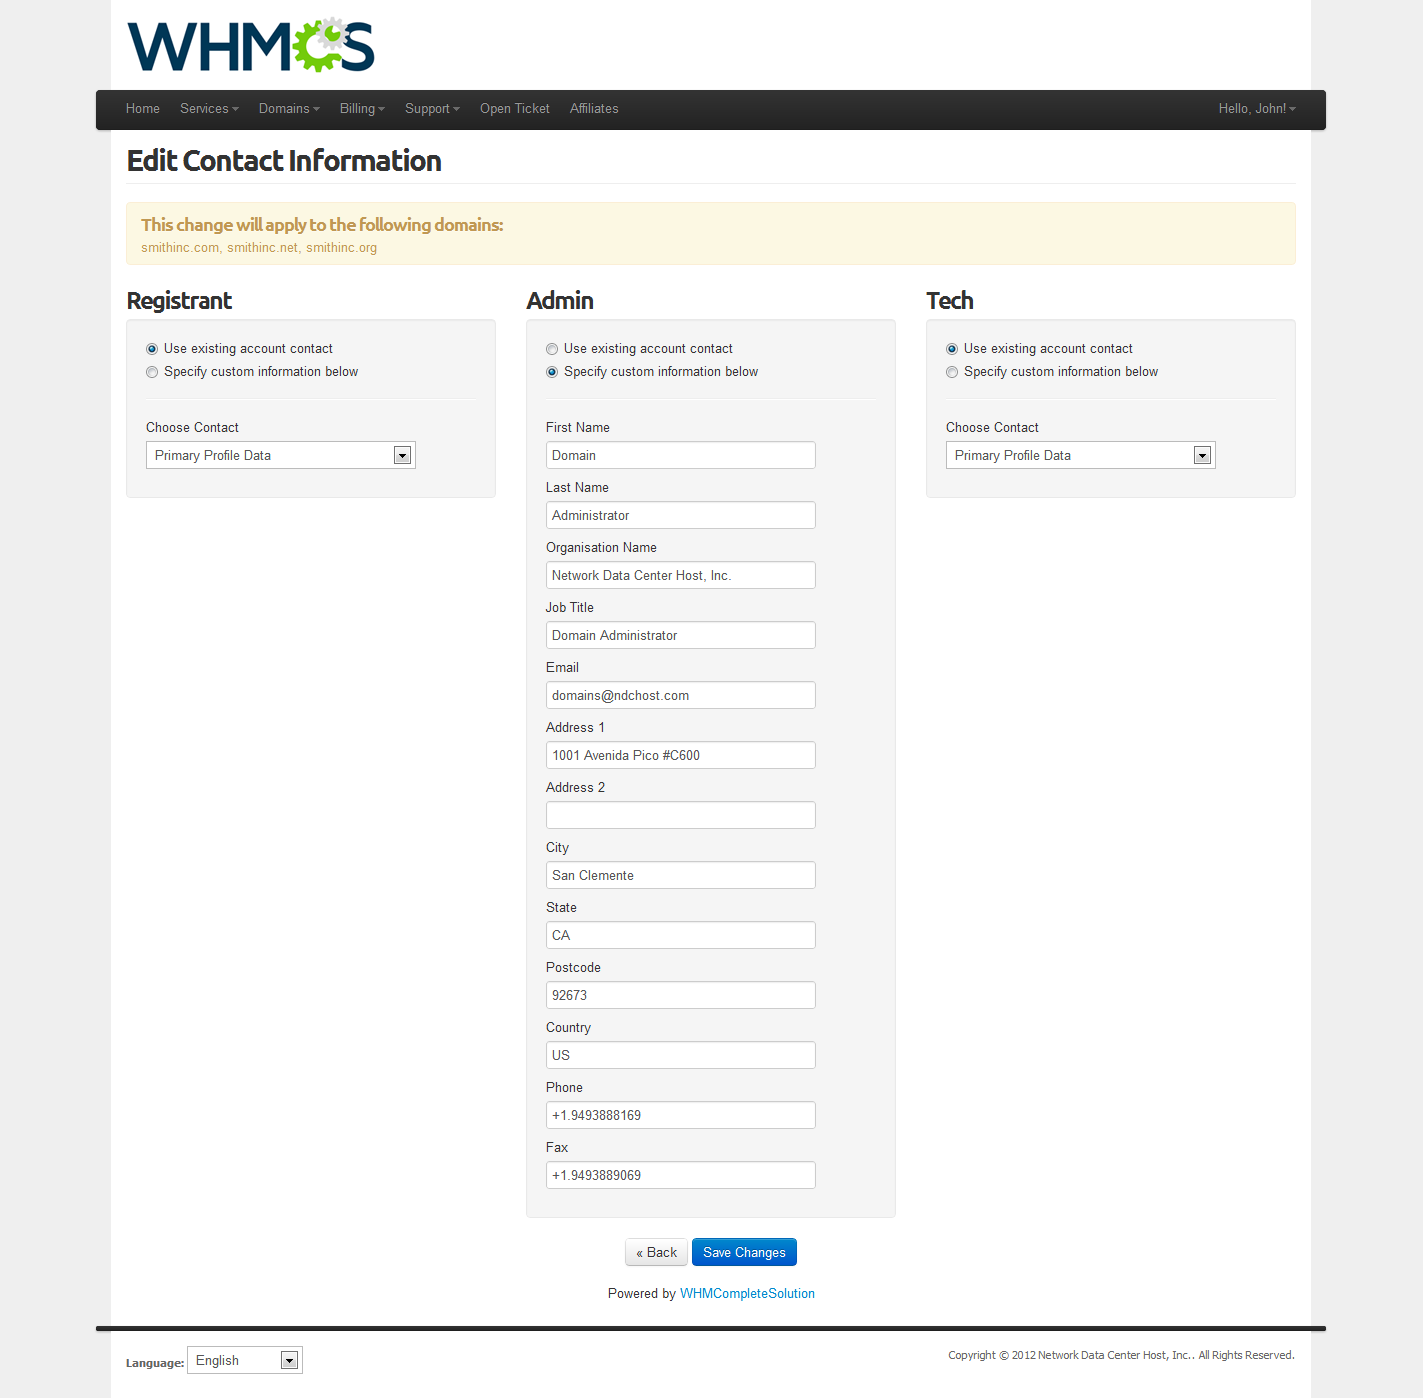 WHMCS
Home Services Domains Billing Support Open Ticket Affiliates Hello, John!
Edit Contact Information
This change will apply to the following domains:
smithinc.com, smithinc.net, smithinc.org
Registrant
Use existing account contact
Specify custom information below
Choose Contact
Primary Profile Data
Admin
Use existing account contact
Specify custom information below
First Name
Domain
Last Name
Administrator
Organisation Name
Network Data Center Host, Inc.
Job Title
Domain Administrator
Email
domains@ndchost.com
Address 1
1001 Avenida Pico #C600
Address 2
City
San Clemente
State
CA
Postcode
92673
Country
US
Phone
+1.9493888169
Fax
+1.9493889069
Tech
Use existing account contact
Specify custom information below
Choose Contact
Primary Profile Data
« Back Save Changes
Powered by WHMCompleteSolution
Language: English
Copyright © 2012 Network Data Center Host, Inc.. All Rights Reserved.